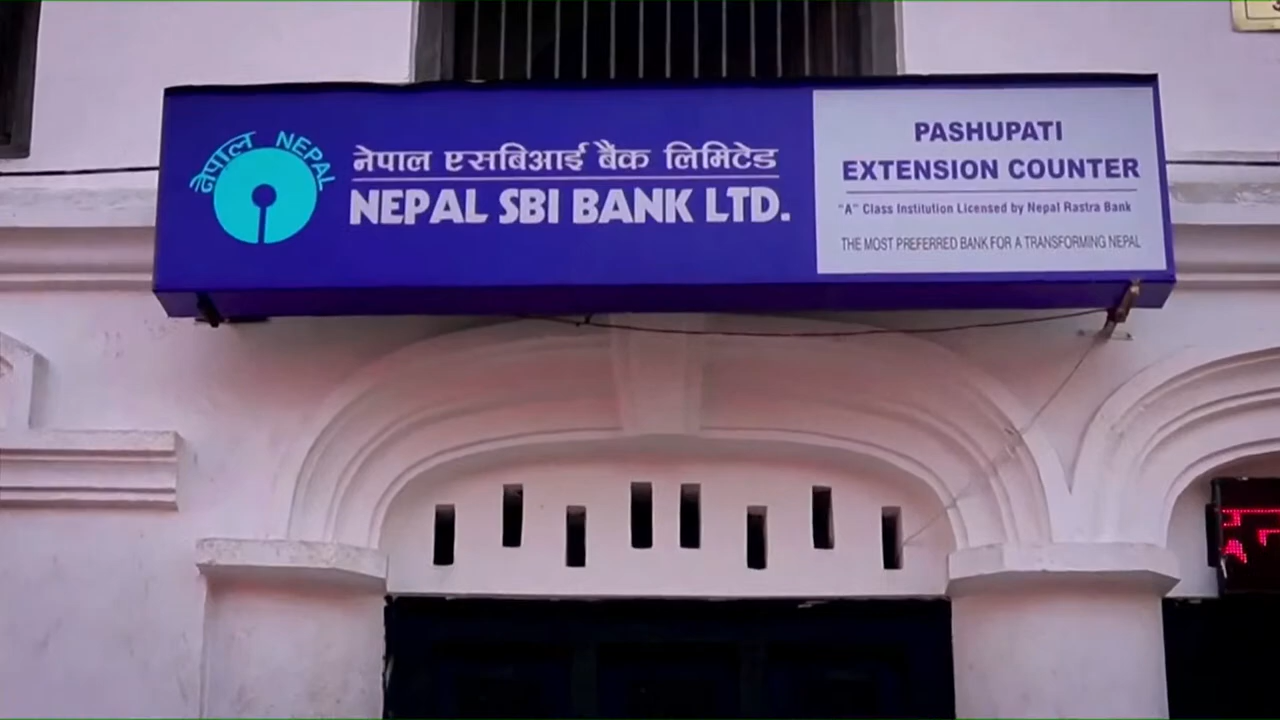 नेपाल NEPAL
नेपाल एसबिआई बैंक लिमिटेड
NEPAL SBI BANK LTD.
PASHUPATI
EXTENSION COUNTER
"A" Class Institution Licensed by Nepal Rastra Bank
THE MOST PREFERRED BANK FOR A TRANSFORMING NEPAL